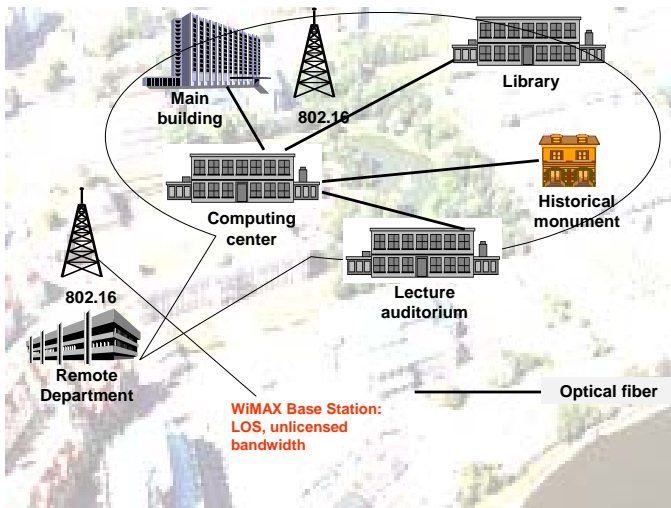 Library
Main
building
802.16
Historical
monument
Computing
center
Lecture
auditorium
802.16
Remote
Department
Optical fiber
WiMAX Base Station:
LOS, unlicensed
bandwidth